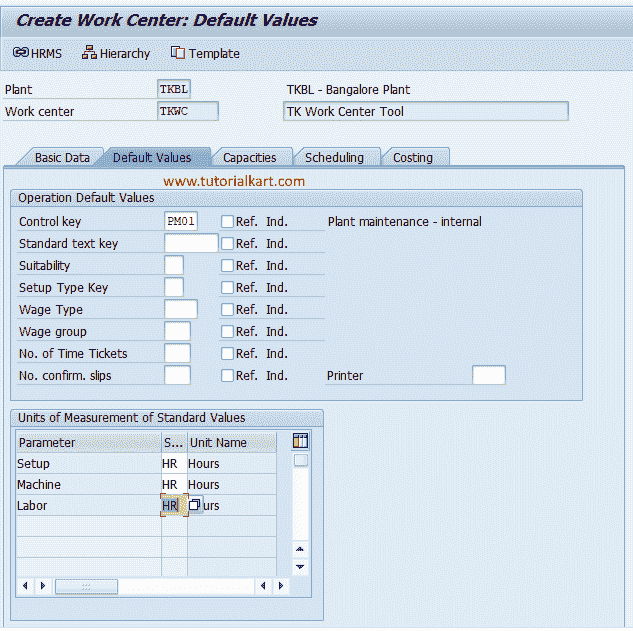 Create Work Center: Default Values
HRMS Hierarchy Template
Plant TKBL TKBL - Bangalore Plant
Work center TKWC TK Work Center Tool
Basic Data Default Values Capacities Scheduling Costing
www.tutorialkart.com
Operation Default Values
Control key PM01 Ref. Ind. Plant maintenance - internal
Standard text key Ref. Ind.
Suitability Ref. Ind.
Setup Type Key Ref. Ind.
Wage Type Ref. Ind.
Wage group Ref. Ind.
No. of Time Tickets Ref. Ind.
No. confirm. slips Ref. Ind. Printer
Units of Measurement of Standard Values
Parameter S... Unit Name
Setup HR Hours
Machine HR Hours
Labor HR urs